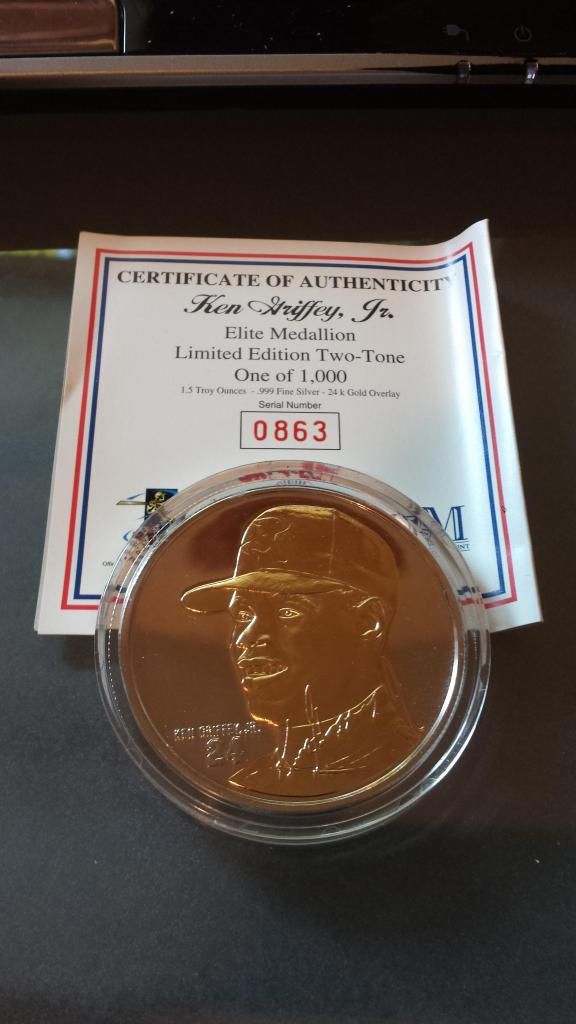 CERTIFICATE OF AUTHENTICITY
Ken Griffey, Jr.
Elite Medallion
Limited Edition Two-Tone
One of 1,000
1.5 Troy Ounces - .999 Fine Silver - 24 k Gold Overlay
Serial Number
0863
M
KEN GRIFFEY, JR.
24